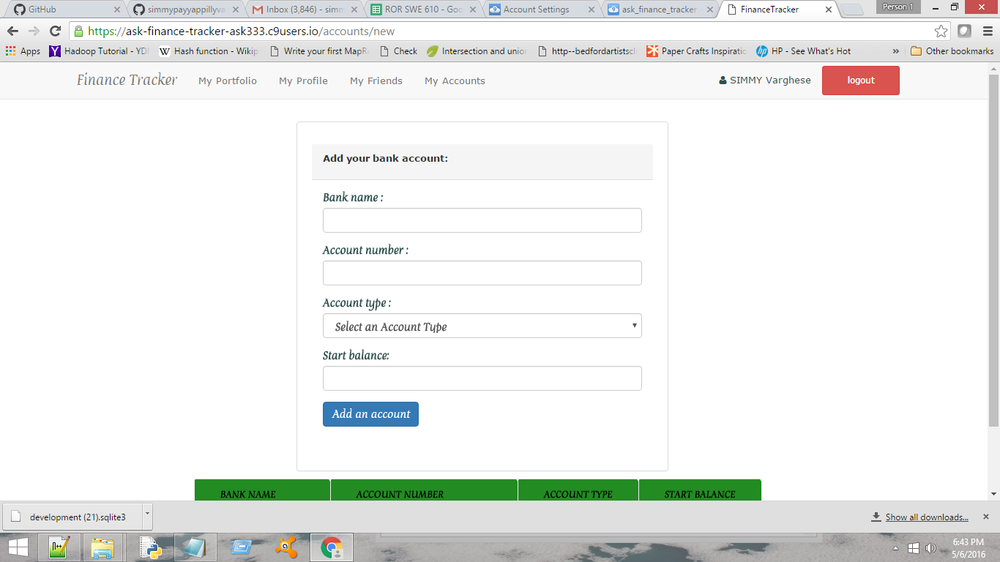 Person 1
GitHub
simmypayyappillyva
Inbox (3,846) - simm
ROR SWE 610 - Goo
Account Settings
ask_finance_tracker
FinanceTracker
https://ask-finance-tracker-ask333.c9users.io/accounts/new
Apps
Hadoop Tutorial - YD
Hash function - Wikip
Write your first MapR
Check
Intersection and union
http--bedfordartistscl
Paper Crafts Inspiratic
HP - See What's Hot
»
Other bookmarks
Finance Tracker
My Portfolio
My Profile
My Friends
My Accounts
SIMMY Varghese
logout
Add your bank account:
Bank name :
Account number :
Account type :
Select an Account Type
Start balance:
Add an account
BANK NAME
ACCOUNT NUMBER
ACCOUNT TYPE
START BALANCE
development (21).sqlite3
Show all downloads...
6:43 PM
5/6/2016